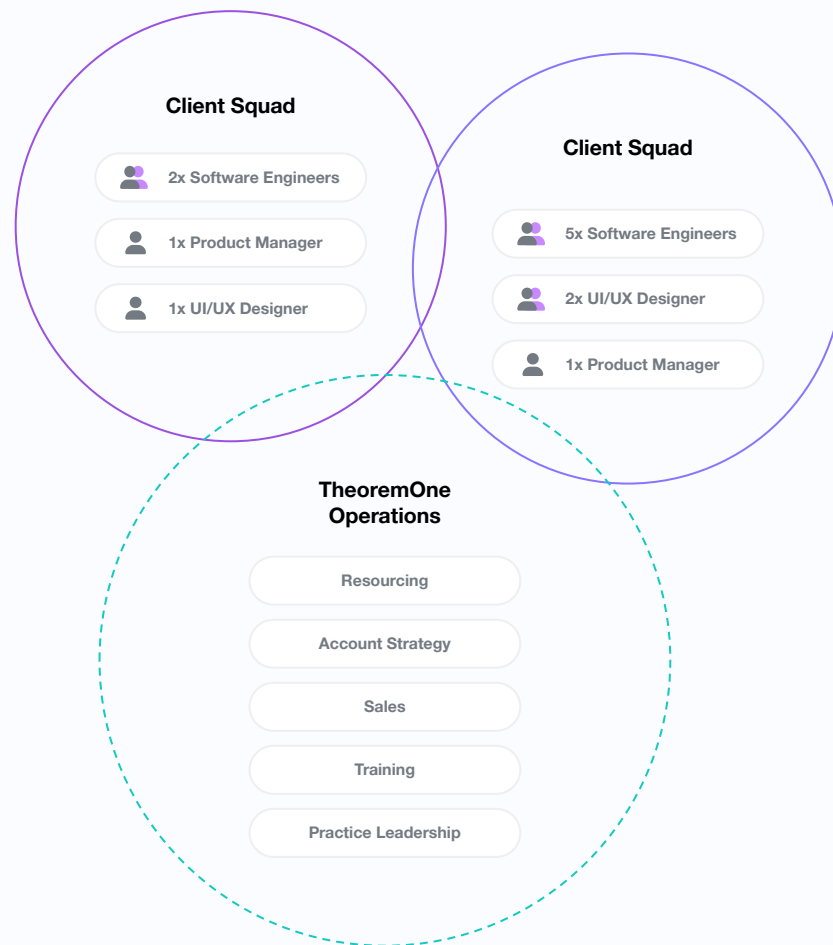 Client Squad
2x Software Engineers
1x Product Manager
1x UI/UX Designer
Client Squad
5x Software Engineers
2x UI/UX Designer
1x Product Manager
TheoremOne
Operations
Resourcing
Account Strategy
Sales
Training
Practice Leadership